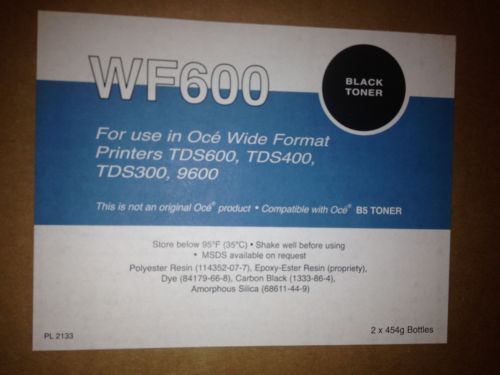 WF600
BLACK
TONER
For use in Océ Wide Format
Printers TDS600, TDS400,
TDS300, 9600
This is not an original Océ® product • Compatible with Océ® B5 TONER
Store below 95°F (35°C) • Shake well before using
• MSDS available on request
Polyester Resin (114352-07-7), Epoxy-Ester Resin (propriety),
Dye (84179-66-8), Carbon Black (1333-86-4),
Amorphous Silica (68611-44-9)
PL 2133
2 x 454g Bottles